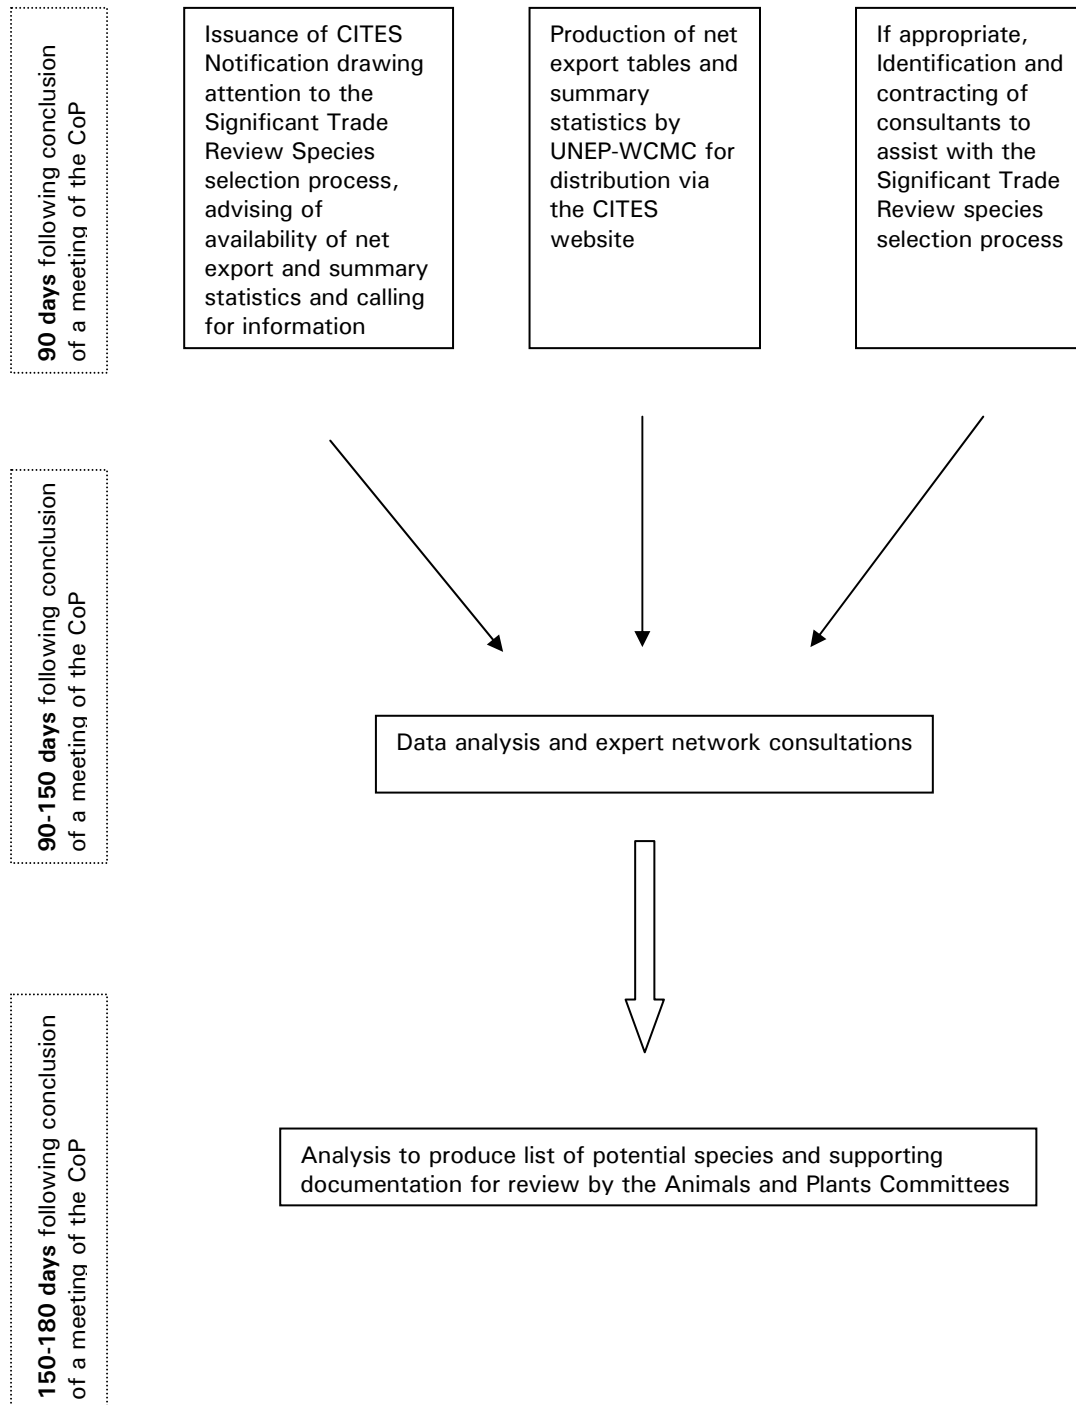 90 days following conclusion
of a meeting of the CoP
Issuance of CITES
Notification drawing
attention to the
Significant Trade
Review Species
selection process,
advising of
availability of net
export and summary
statistics and calling
for information
Production of net
export tables and
summary
statistics by
UNEP-WCMC for
distribution via
the CITES
website
If appropriate,
Identification and
contracting of
consultants to
assist with the
Significant Trade
Review species
selection process
90-150 days following conclusion
of a meeting of the CoP
Data analysis and expert network consultations
150-180 days following conclusion
of a meeting of the CoP
Analysis to produce list of potential species and supporting
documentation for review by the Animals and Plants Committees